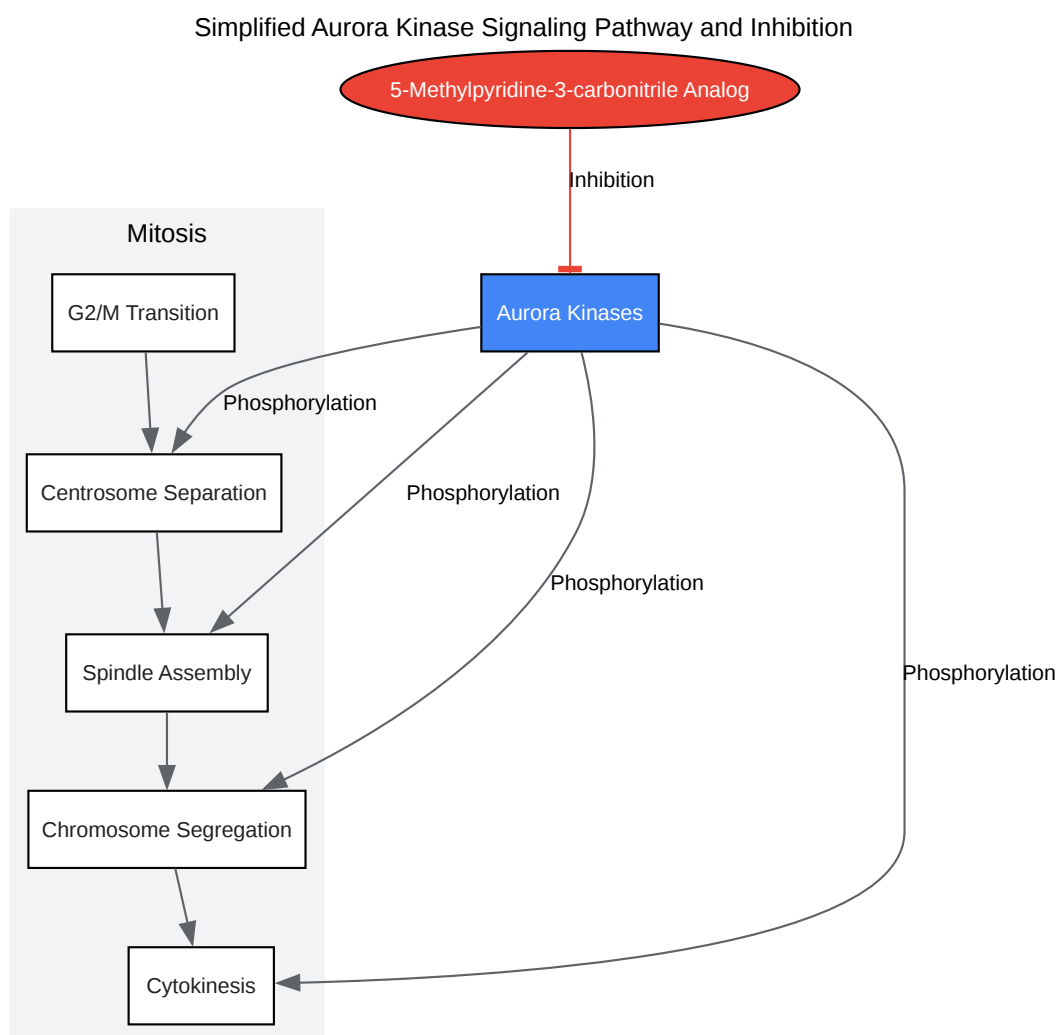 Simplified Aurora Kinase Signaling Pathway and Inhibition
5-Methylpyridine-3-carbonitrile Analog
Inhibition
Mitosis
G2/M Transition
Aurora Kinases
Phosphorylation
Centrosome Separation
Phosphorylation
Phosphorylation
Spindle Assembly
Phosphorylation
Chromosome Segregation
Cytokinesis